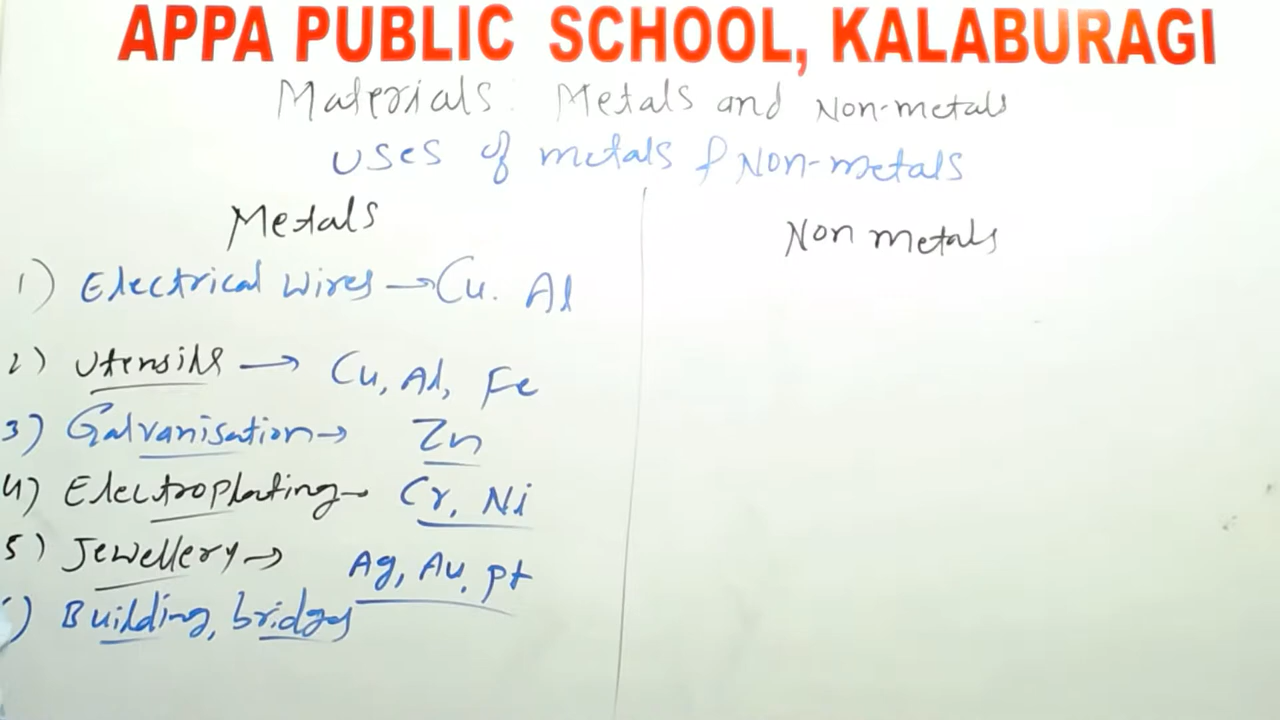 APPA PUBLIC SCHOOL, KALABURAGI
Materials: Metals and Non-metals
Uses of metals & Non-metals
Metals
1) Electrical wires → Cu. Al
2) Utensils → Cu, Al, Fe
3) Galvanisation → Zn
4) Electroplating → Cr, Ni
5) Jewellery → Ag, Au, Pt
) Building, bridges
Non metals